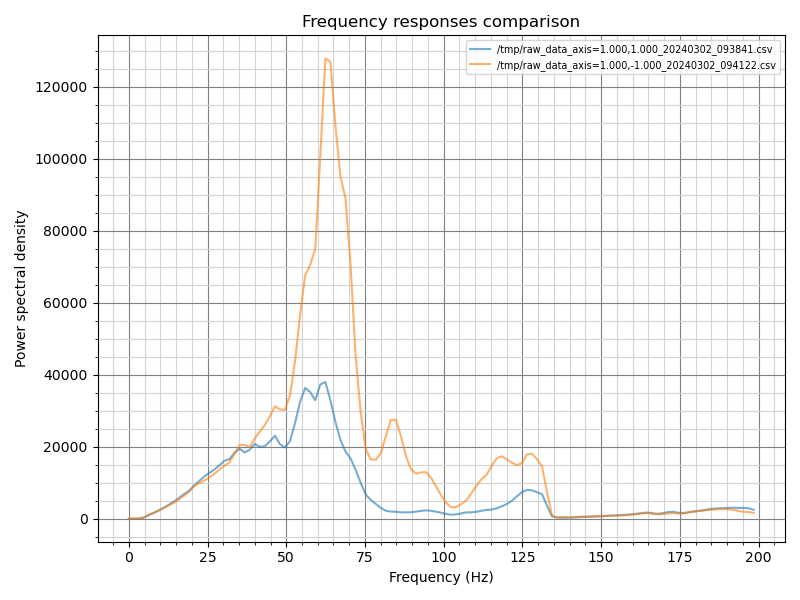 Frequency responses comparison
/tmp/raw_data_axis=1.000,1.000_20240302_093841.csv
/tmp/raw_data_axis=1.000,-1.000_20240302_094122.csv
Power spectral density
120000
100000
80000
60000
40000
20000
0
0 25 50 75 100 125 150 175 200
Frequency (Hz)